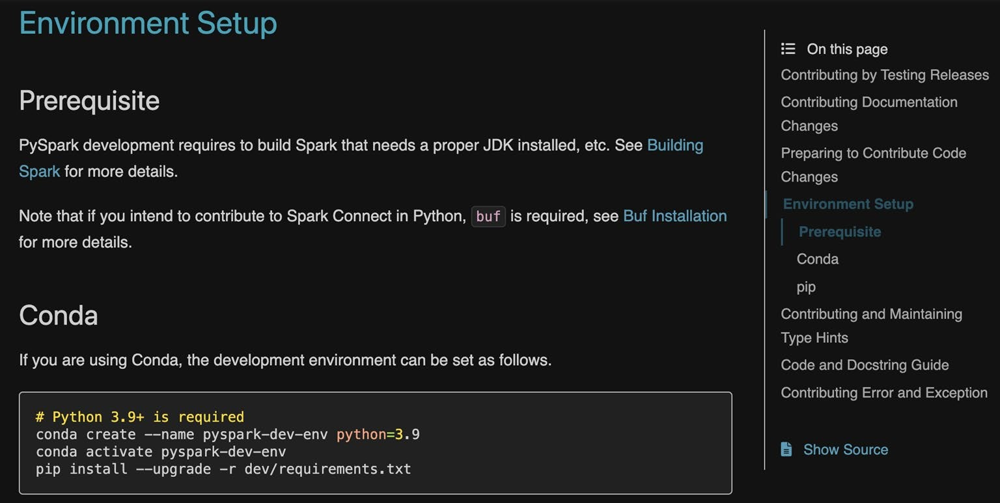 Environment Setup
Prerequisite
PySpark development requires to build Spark that needs a proper JDK installed, etc. See Building
Spark for more details.
Note that if you intend to contribute to Spark Connect in Python, buf is required, see Buf Installation
for more details.
Conda
If you are using Conda, the development environment can be set as follows.
# Python 3.9+ is required
conda create --name pyspark-dev-env python=3.9
conda activate pyspark-dev-env
pip install --upgrade -r dev/requirements.txt
On this page
Contributing by Testing Releases
Contributing Documentation
Changes
Preparing to Contribute Code
Changes
Environment Setup
Prerequisite
Conda
pip
Contributing and Maintaining
Type Hints
Code and Docstring Guide
Contributing Error and Exception
Show Source